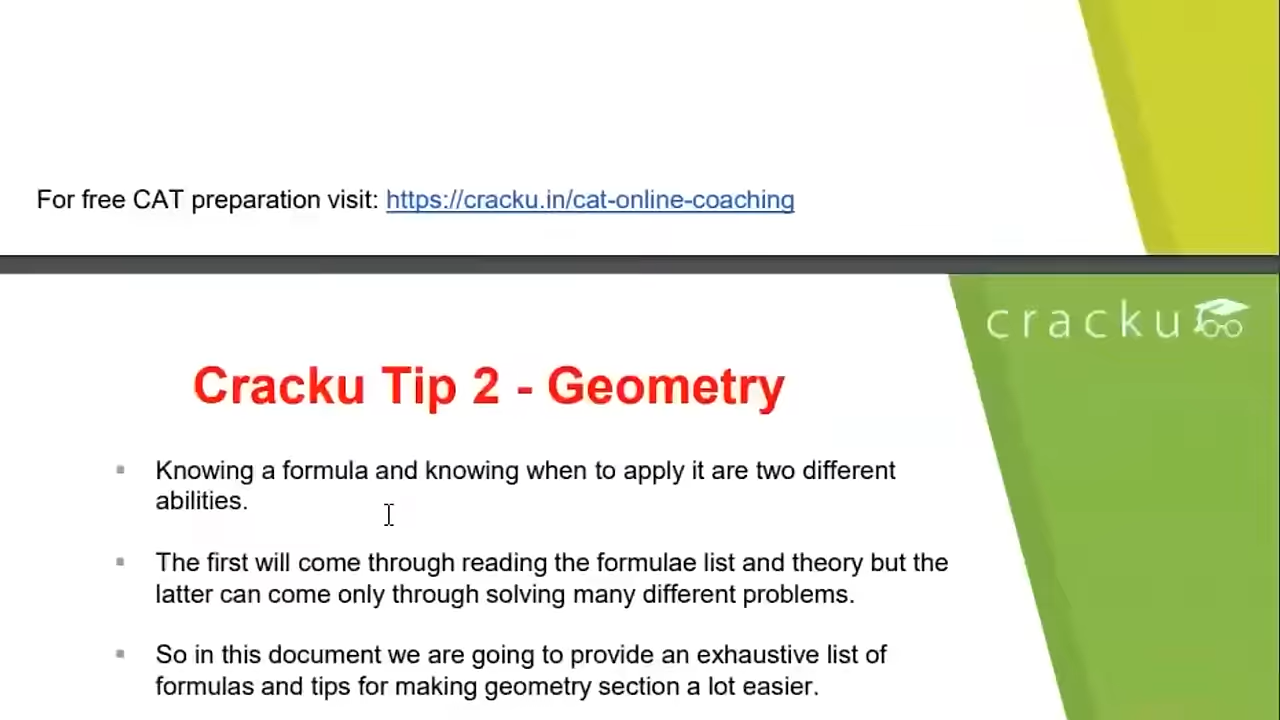 For free CAT preparation visit: https://cracku.in/cat-online-coaching
cracku
Cracku Tip 2 - Geometry
Knowing a formula and knowing when to apply it are two different
abilities.
The first will come through reading the formulae list and theory but the
latter can come only through solving many different problems.
So in this document we are going to provide an exhaustive list of
formulas and tips for making geometry section a lot easier.